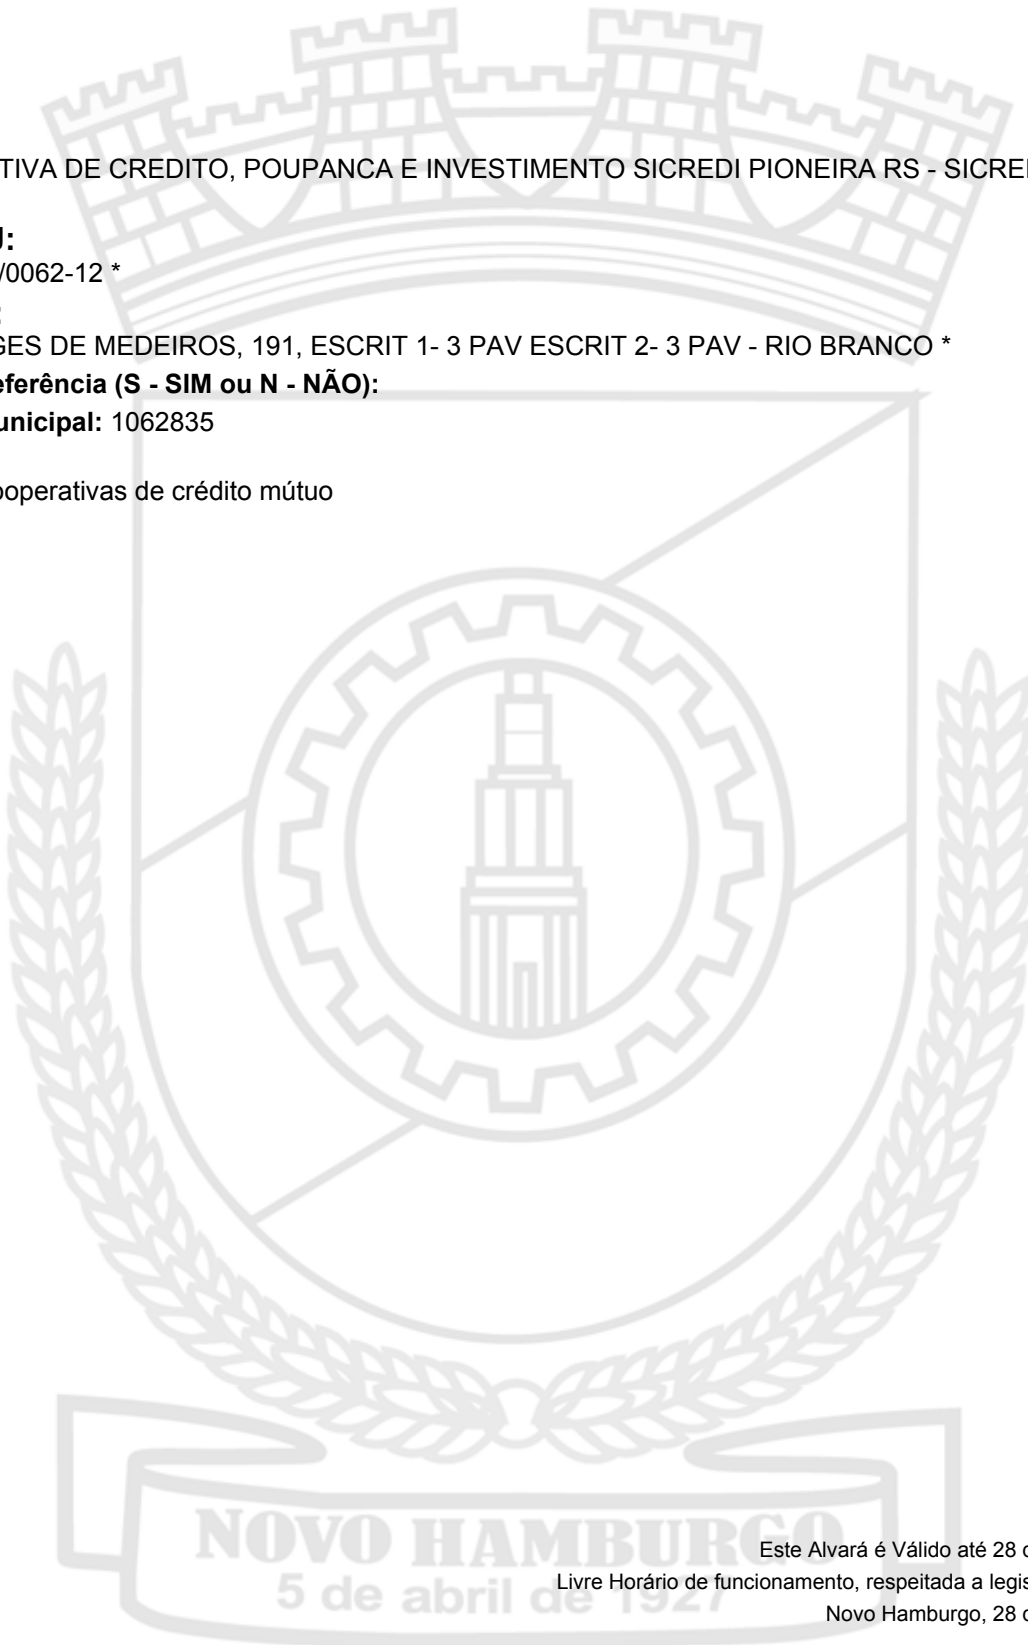 TIVA DE CREDITO, POUPANCA E INVESTIMENTO SICREDI PIONEIRA RS - SICRE
J:
/0062-12 *
:
GES DE MEDEIROS, 191, ESCRIT 1- 3 PAV ESCRIT 2- 3 PAV - RIO BRANCO *
eferência (S - SIM ou N - NÃO):
unicipal: 1062835
ooperativas de crédito mútuo
NOVO HAMBURGO
5 de abril de 1927
Este Alvará é Válido até 28 d
Livre Horário de funcionamento, respeitada a legis
Novo Hamburgo, 28 d